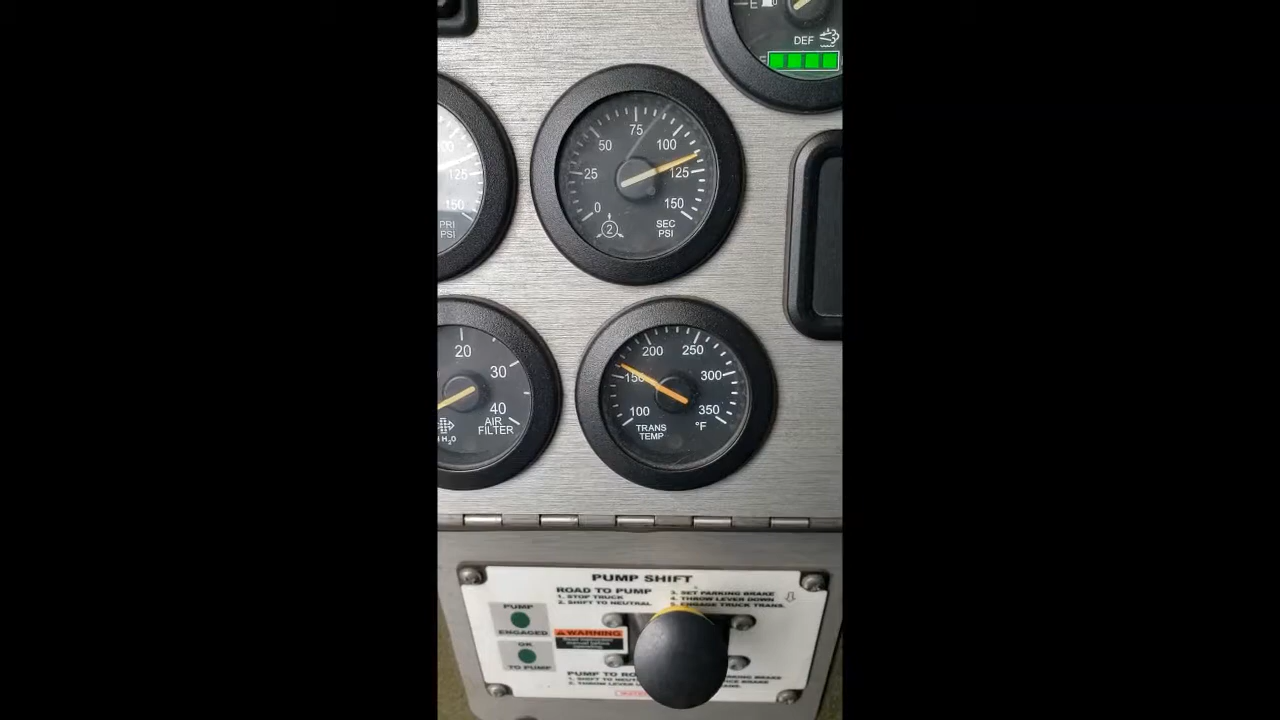 E
DEF
75
50
100
25
125
0
150
2
SEC
PSI
125
150
PRI
PSI
20
30
40
AIR
FILTER
H₂O
200
250
150
300
100
350
TRANS
TEMP
°F
PUMP SHIFT
ROAD TO PUMP
1. STOP TRUCK
2. SHIFT TO NEUTRAL
3. SET PARKING BRAKE
4. THROW LEVER DOWN
5. ENGAGE TRUCK TRANS.
PUMP
ENGAGED
WARNING
OK
TO PUMP
PUMP TO